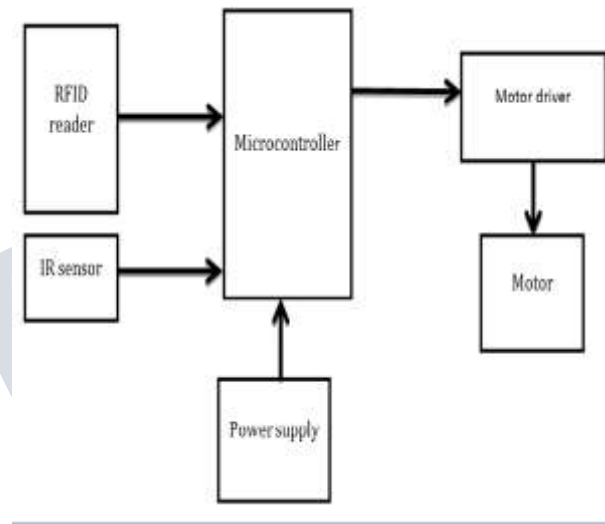 RFID
reader
Microcontroller
Motor driver
IR sensor
Motor
Power supply